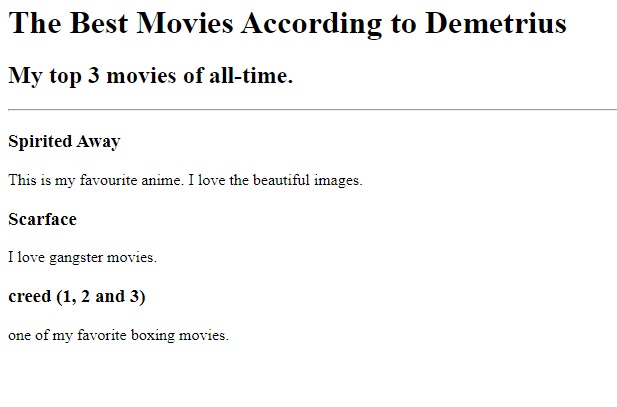 The Best Movies According to Demetrius
My top 3 movies of all-time.
Spirited Away
This is my favourite anime. I love the beautiful images.
Scarface
I love gangster movies.
creed (1, 2 and 3)
one of my favorite boxing movies.